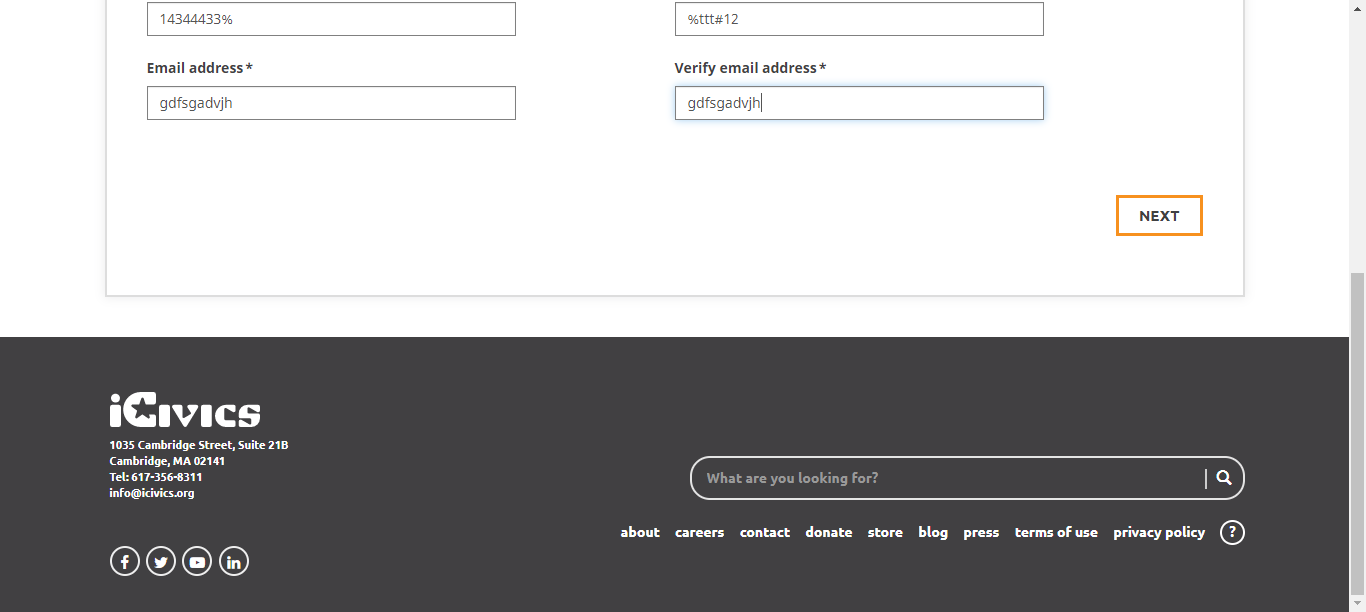 14344433% %ttt#12
Email address* Verify email address*
gdfsgadvjh gdfsgadvjh
NEXT
iCivics
1035 Cambridge Street, Suite 21B
Cambridge, MA 02141
Tel: 617-356-8311
info@icivics.org
What are you looking for?
about careers contact donate store blog press terms of use privacy policy ?
f in